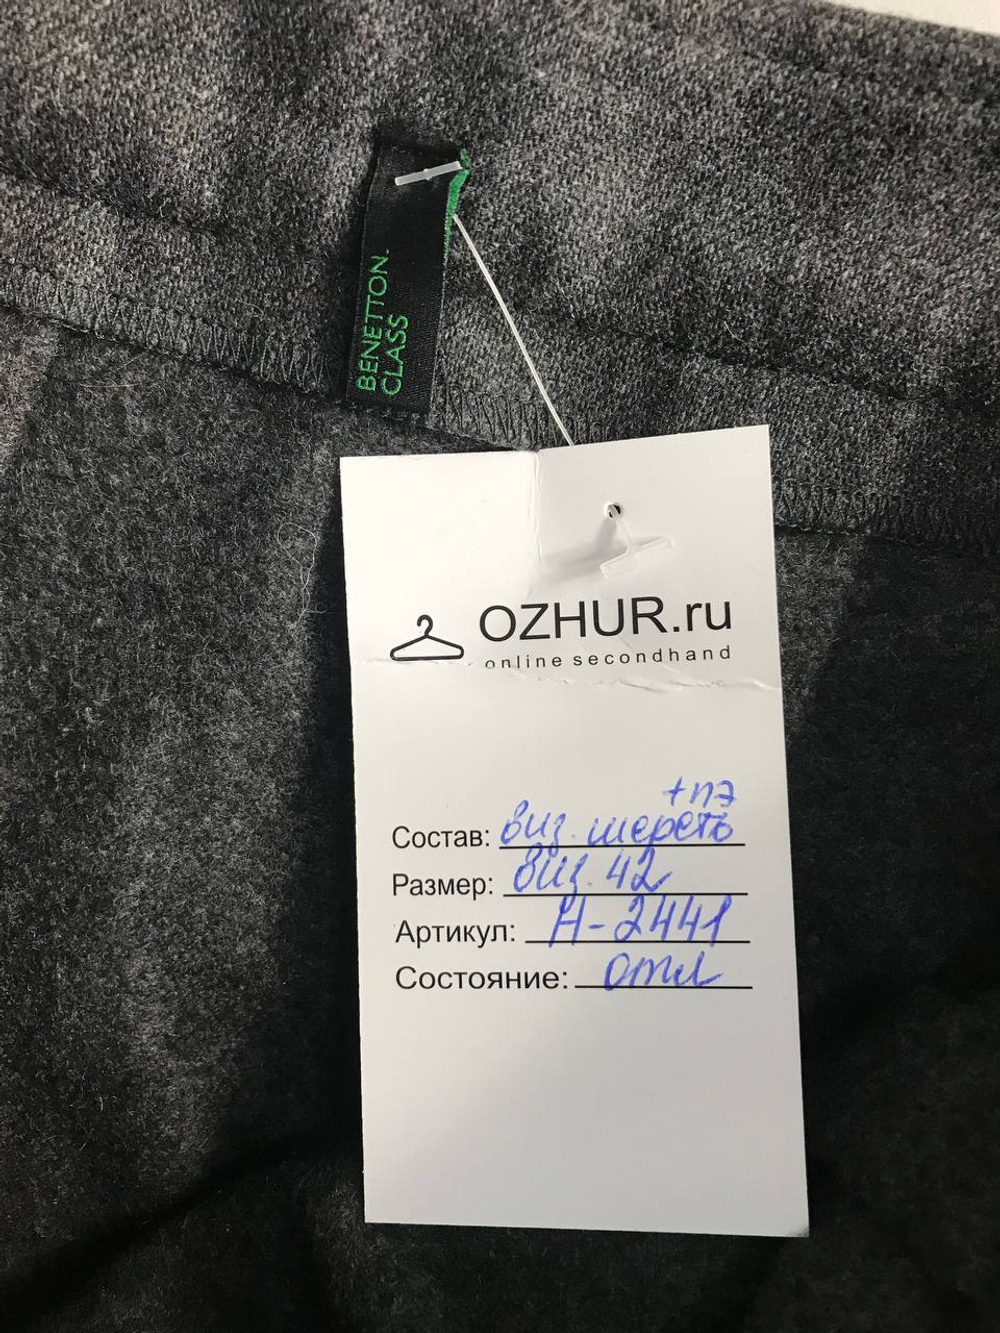 BENETTON
CLASS
OZHUR.ru
online secondhand
+пэ
Состав: виз. шерсть
Размер: виз. 42
Артикул: Н-2441
Состояние: отл